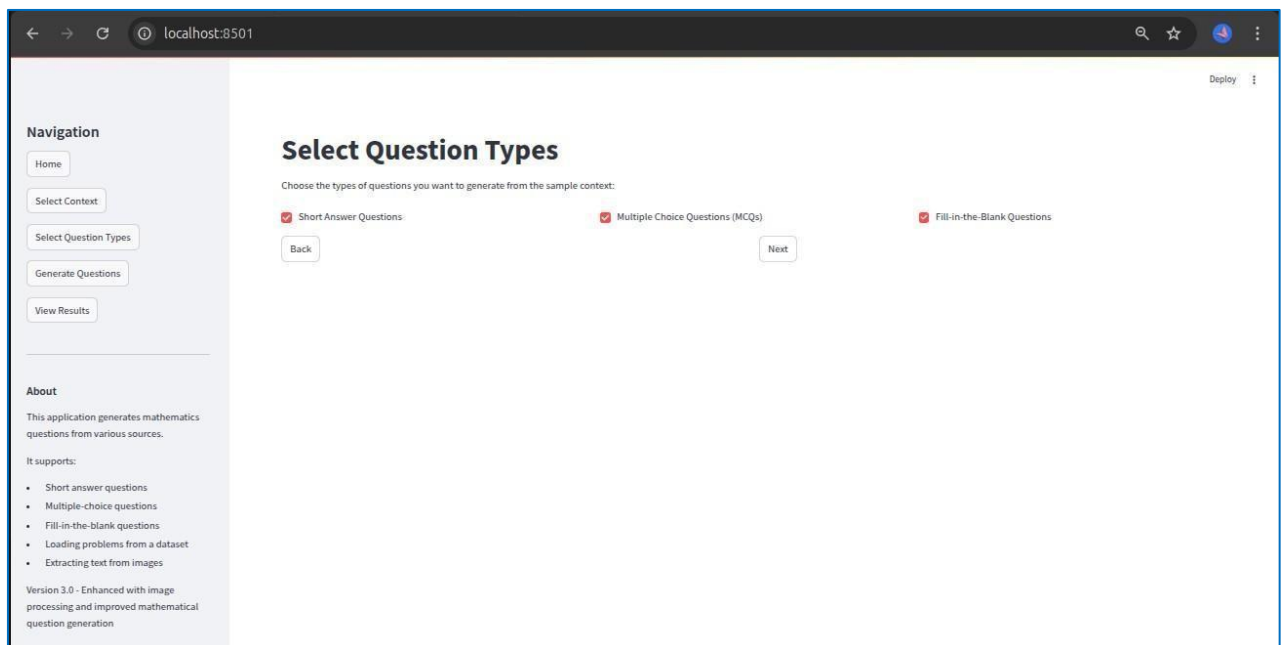 localhost:8501
Deploy
Navigation
Home
Select Context
Select Question Types
Generate Questions
View Results
About
This application generates mathematics
questions from various sources.
It supports:
• Short answer questions
• Multiple-choice questions
• Fill-in-the-blank questions
• Loading problems from a dataset
• Extracting text from images
Version 3.0 - Enhanced with image
processing and improved mathematical
question generation
Select Question Types
Choose the types of questions you want to generate from the sample context:
Short Answer Questions
Multiple Choice Questions (MCQs)
Fill-in-the-Blank Questions
Back
Next